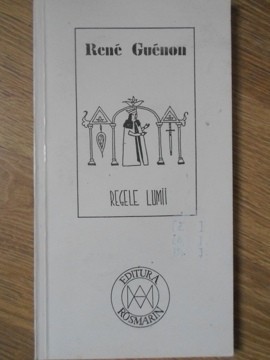 René Guénon
REGELE LUMII
EDITURA
ROSMARIN